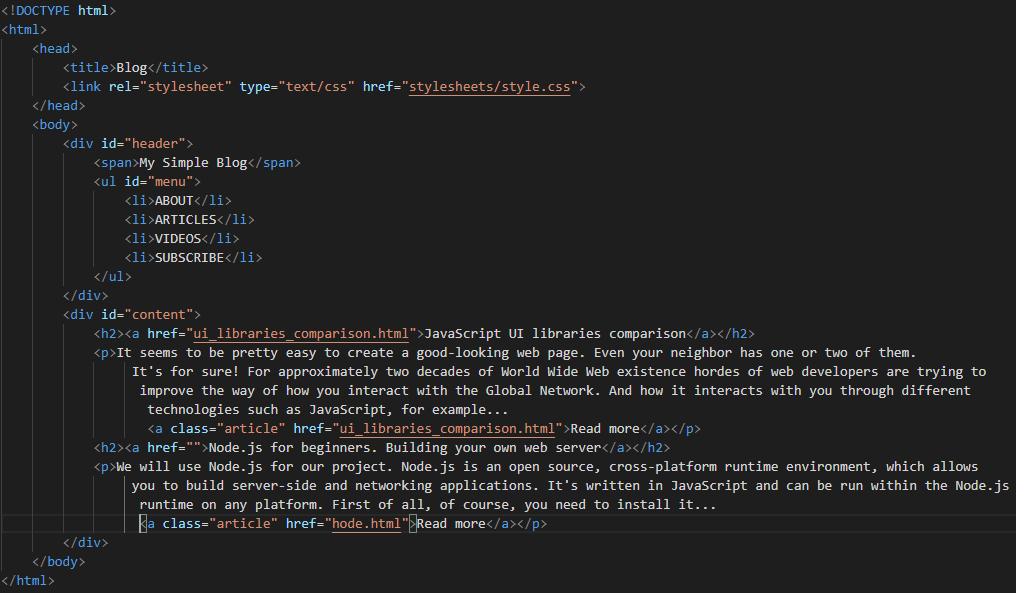 <!DOCTYPE html>
<html>
<head>
<title>Blog</title>
<link rel="stylesheet" type="text/css" href="stylesheets/style.css">
</head>
<body>
<div id="header">
<span>My Simple Blog</span>
<ul id="menu">
<li>ABOUT</li>
<li>ARTICLES</li>
<li>VIDEOS</li>
<li>SUBSCRIBE</li>
</ul>
</div>
<div id="content">
<h2><a href="ui_libraries_comparison.html">JavaScript UI libraries comparison</a></h2>
<p>It seems to be pretty easy to create a good-looking web page. Even your neighbor has one or two of them.
It's for sure! For approximately two decades of World Wide Web existence hordes of web developers are trying to
improve the way of how you interact with the Global Network. And how it interacts with you through different
technologies such as JavaScript, for example...
<a class="article" href="ui_libraries_comparison.html">Read more</a></p>
<h2><a href="">Node.js for beginners. Building your own web server</a></h2>
<p>We will use Node.js for our project. Node.js is an open source, cross-platform runtime environment, which allows
you to build server-side and networking applications. It's written in JavaScript and can be run within the Node.js
runtime on any platform. First of all, of course, you need to install it...
<a class="article" href="hode.html">Read more</a></p>
</div>
</body>
</html>